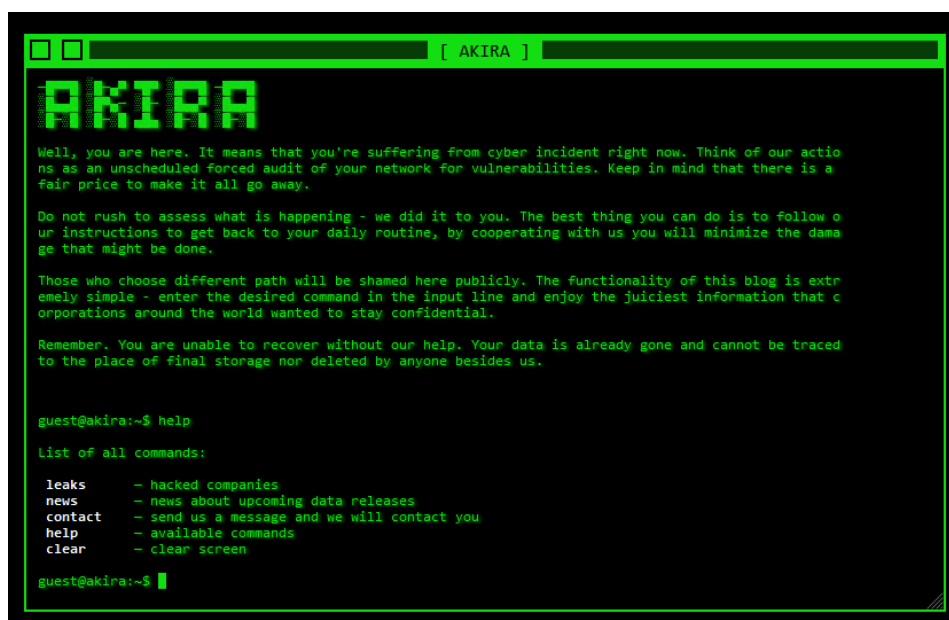 [ AKIRA ]
AKIRA
Well, you are here. It means that you're suffering from cyber incident right now. Think of our actio
ns as an unscheduled forced audit of your network for vulnerabilities. Keep in mind that there is a
fair price to make it all go away.
Do not rush to assess what is happening - we did it to you. The best thing you can do is to follow o
ur instructions to get back to your daily routine, by cooperating with us you will minimize the dama
ge that might be done.
Those who choose different path will be shamed here publicly. The functionality of this blog is extr
emely simple - enter the desired command in the input line and enjoy the juiciest information that c
orporations around the world wanted to stay confidential.
Remember. You are unable to recover without our help. Your data is already gone and cannot be traced
to the place of final storage nor deleted by anyone besides us.
guest@akira:~$ help
List of all commands:
leaks — hacked companies
news — news about upcoming data releases
contact — send us a message and we will contact you
help — available commands
clear — clear screen
guest@akira:~$